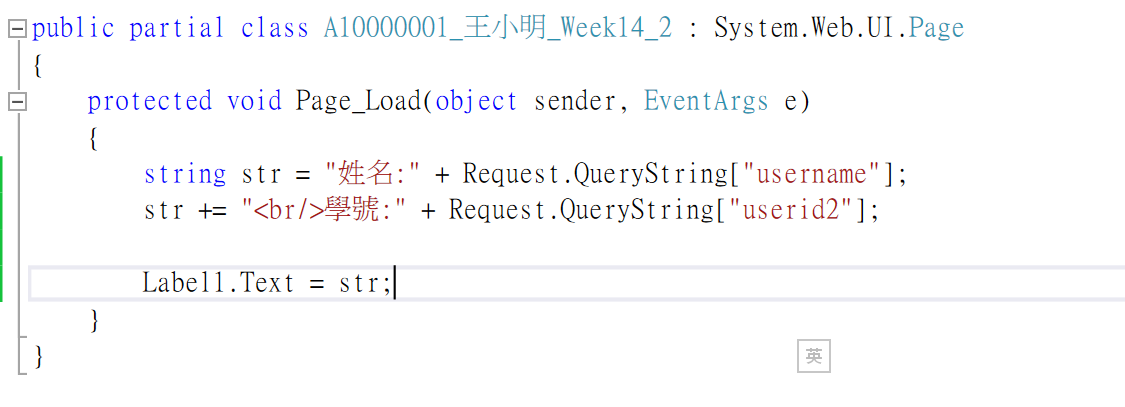 public partial class A10000001_王小明_Week14_2 : System.Web.UI.Page
{
protected void Page_Load(object sender, EventArgs e)
{
string str = "姓名:" + Request.QueryString["username"];
str += "<br/>學號:" + Request.QueryString["userid2"];
Label1.Text = str;
}
}
英